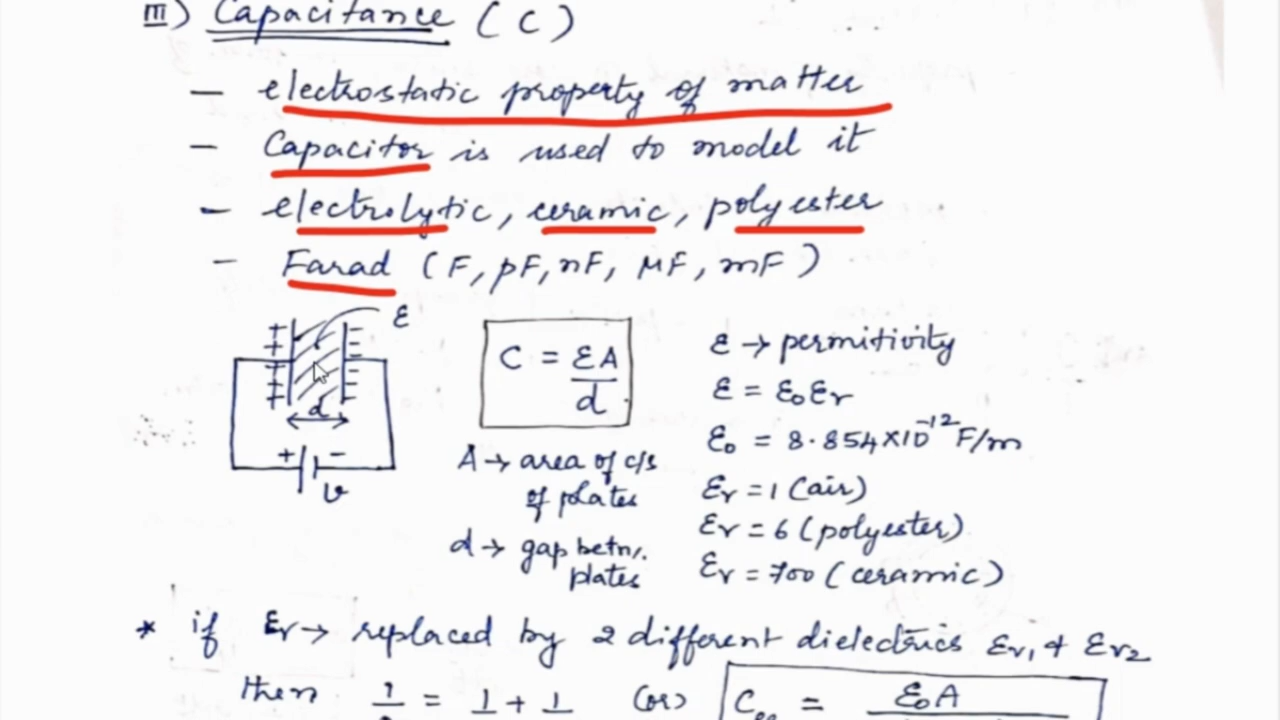 III) Capacitance (C)
– electrostatic property of matter
– Capacitor is used to model it
– electrolytic, ceramic, polyester
– Farad (F, pF, nF, μF, mF)
+ – ε
+ –
+ –
+ –
+ –
d
+ –
v
C = εA/d
A → area of c/s
of plates
d → gap betn/.
plates
ε → permitivity
ε = ε₀εr
ε₀ = 8.854×10⁻¹² F/m
εr = 1 (air)
εr = 6 (polyester)
εr = 700 (ceramic)
* if εr → replaced by 2 different dielectrics εr₁ & εr₂
then 1 = 1 + 1 (or) Ceq = ε₀A